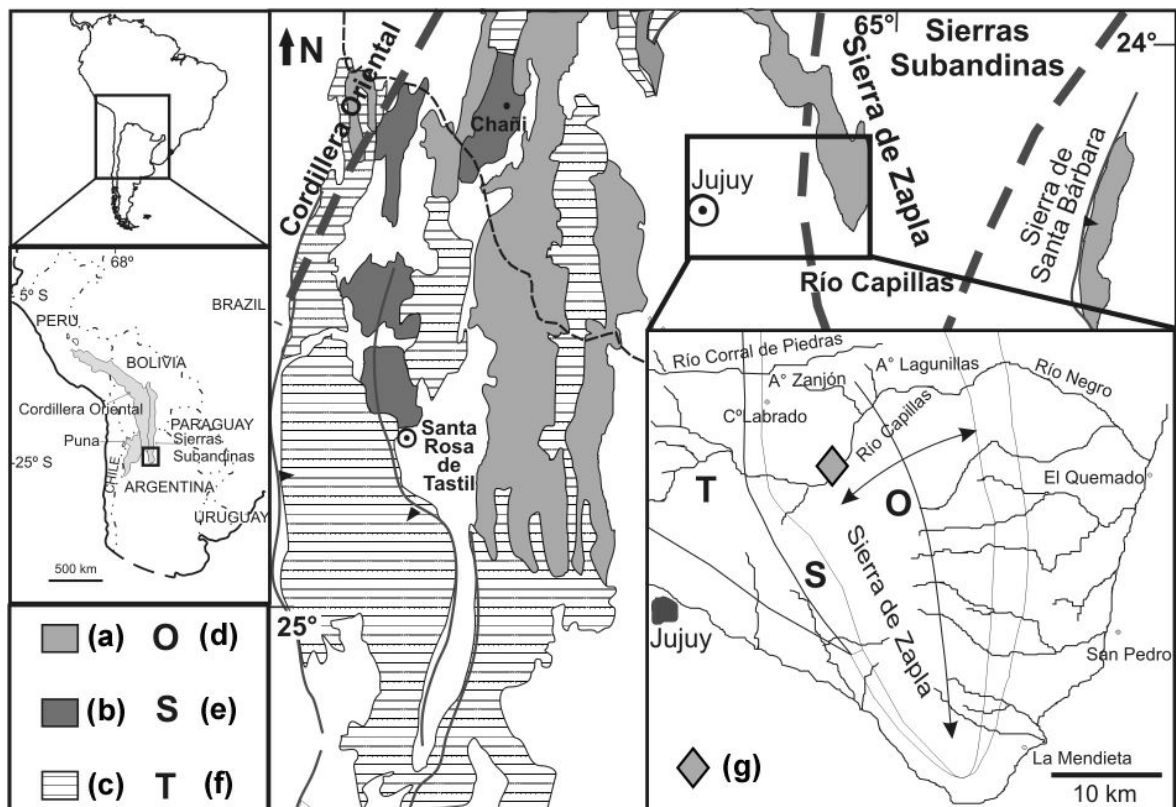 68º
5º S
PERU
BRAZIL
BOLIVIA
Cordillera Oriental
PARAGUAY
Puna
Sierras
Subandinas
25° S
CHILE
ARGENTINA
URUGUAY
500 km
(a) O (d)
(b) S (e)
(c) T (f)
N
Cordillera Oriental
Chañi
Santa
Rosa
de
Tastil
25°
65°
24°
Sierras
Subandinas
Sierra de Zapla
Jujuy
Sierra de
Santa Bárbara
Río Capillas
Río Corral de Piedras
A° Lagunillas
A° Zanjón
Río Negro
CºLabrado
Río Capillas
T
O
El Quemado
S
Sierra de Zapla
Jujuy
San Pedro
(g)
La Mendieta
10 km